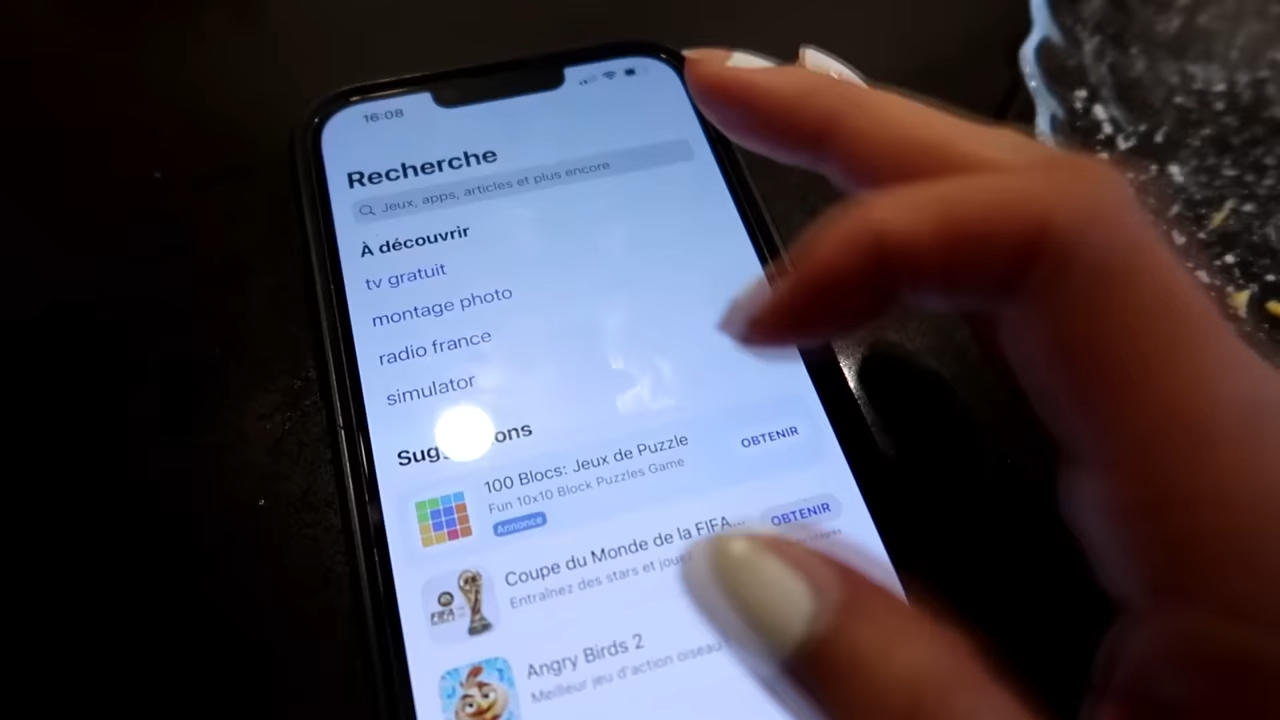 16:08
Recherche
Jeux, apps, articles et plus encore
À découvrir
tv gratuit
montage photo
radio france
simulator
100 Blocs: Jeux de Puzzle
OBTENIR
Fun 10x10 Block Puzzles Game
Annonce
Coupe du Monde de la FIFA...
OBTENIR
Entraînez des stars et
FIFA
Angry Birds 2
Meilleur jeu d'action